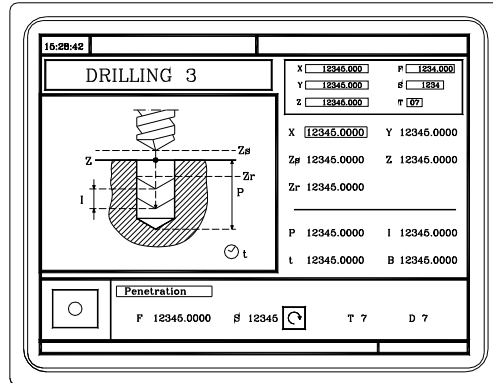 15:28:42
DRILLING 3
X 12345.000 F 1234.000
Y 12345.000 S 1234
Z 12345.000 T 07
X 12345.0000 Y 12345.0000
Zs 12345.0000 Z 12345.0000
Zr 12345.0000
P 12345.0000 I 12345.0000
t 12345.0000 B 12345.0000
Zs
Z
Zr
I
P
t
Penetration
F 12345.0000 S 12345 T 7 D 7